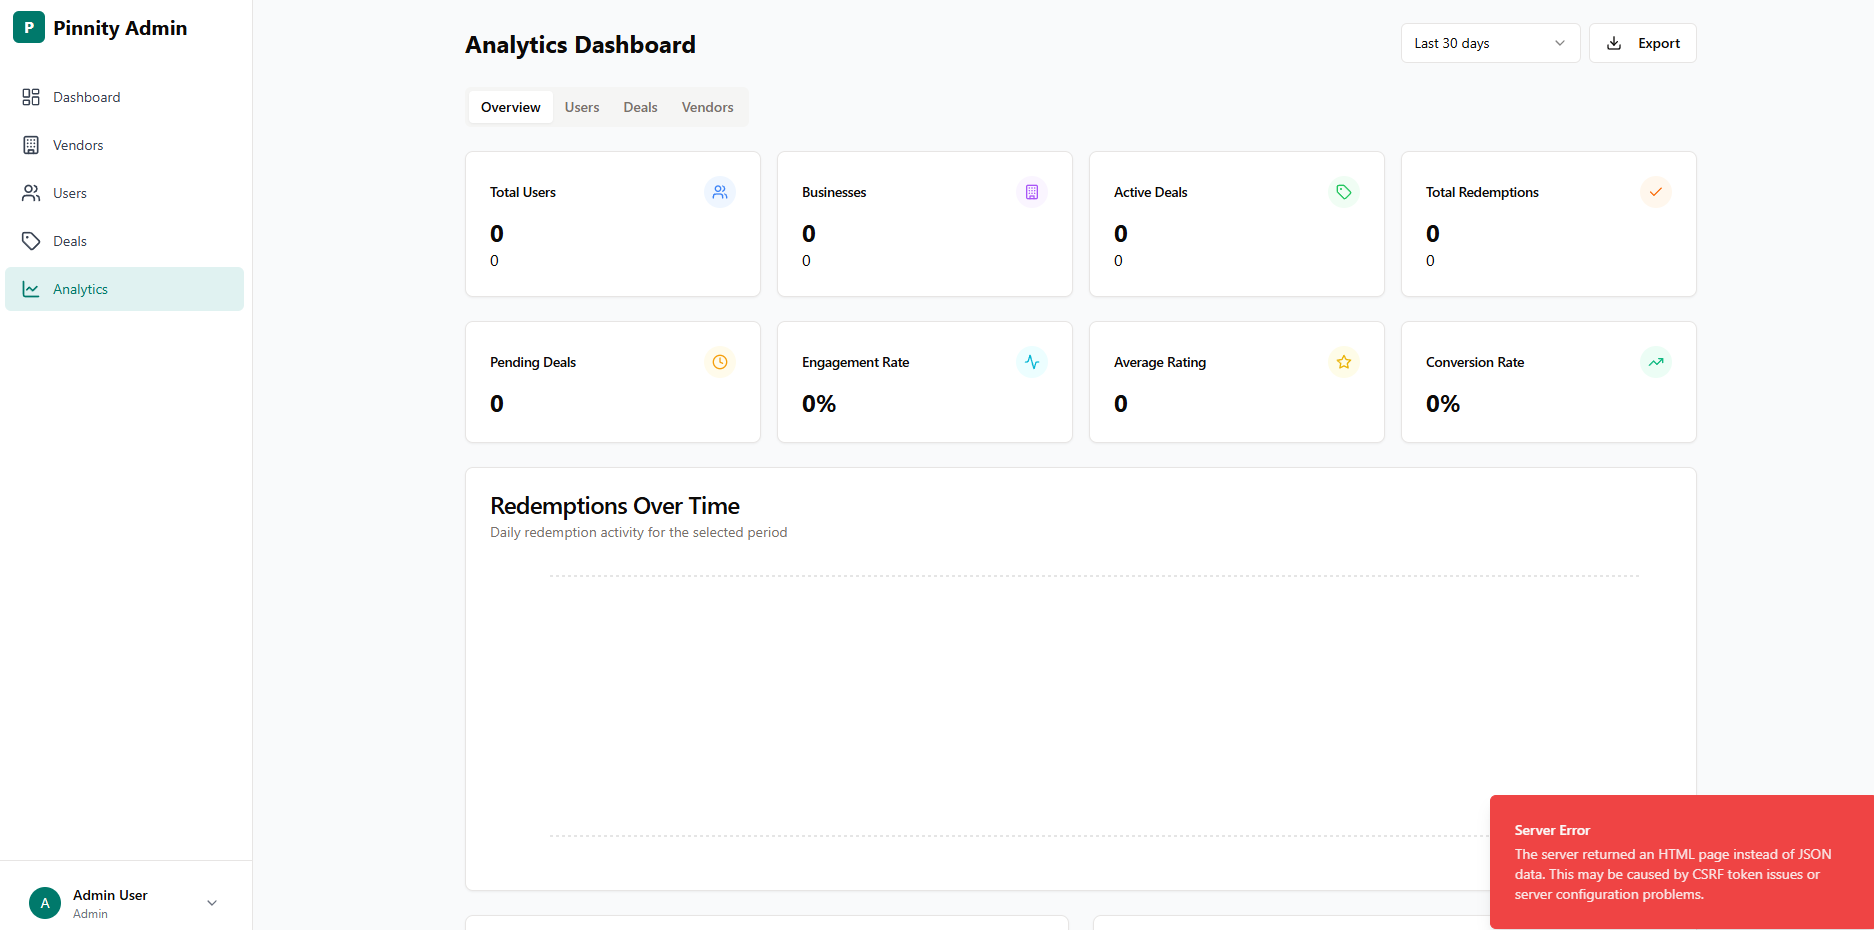 P
Pinnity Admin
Dashboard
Vendors
Users
Deals
Analytics
Analytics Dashboard
Last 30 days
Export
Overview
Users
Deals
Vendors
Total Users
0
0
Businesses
0
0
Active Deals
0
0
Total Redemptions
0
0
Pending Deals
0
Engagement Rate
0%
Average Rating
0
Conversion Rate
0%
Redemptions Over Time
Daily redemption activity for the selected period
A
Admin User
Admin
Server Error
The server returned an HTML page instead of JSON
data. This may be caused by CSRF token issues or
server configuration problems.